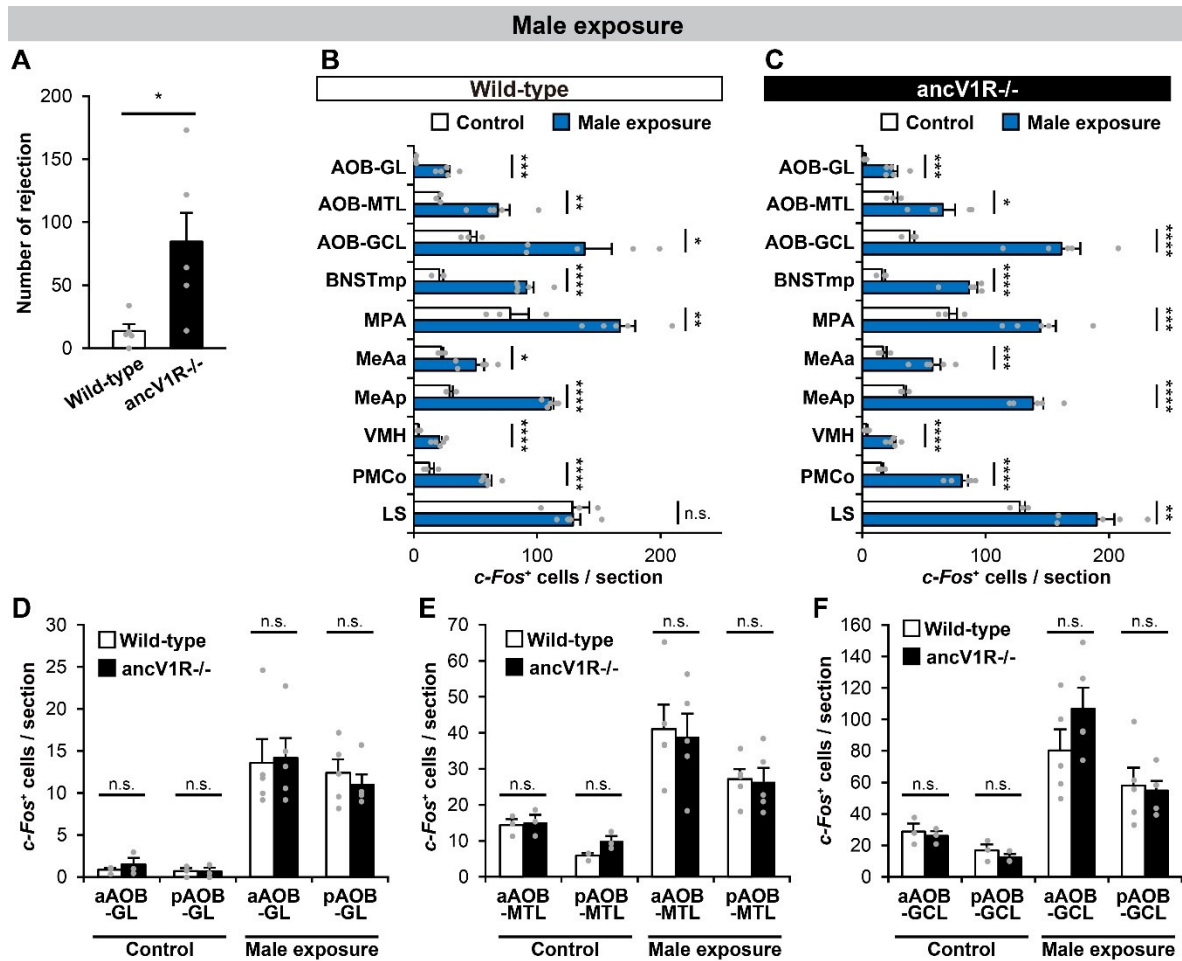 Male exposure
A
Number of rejection
200
150
100
50
0
*
Wild-type
ancV1R-/-
B
Wild-type
Control
Male exposure
AOB-GL
***
AOB-MTL
**
AOB-GCL
*
BNSTmp
****
MPA
**
MeAa
*
MeAp
****
VMH
****
PMCo
****
LS
n.s.
0 100 200
c-Fos⁺ cells / section
C
ancV1R-/-
Control
Male exposure
AOB-GL
***
AOB-MTL
*
AOB-GCL
****
BNSTmp
****
MPA
***
MeAa
***
MeAp
****
VMH
****
PMCo
****
LS
**
0 100 200
c-Fos⁺ cells / section
D
c-Fos⁺ cells / section
30
25
20
15
10
5
0
Wild-type
ancV1R-/-
n.s. n.s. n.s. n.s.
aAOB pAOB aAOB pAOB
-GL -GL -GL -GL
Control Male exposure
E
c-Fos⁺ cells / section
70
60
50
40
30
20
10
0
Wild-type
ancV1R-/-
n.s. n.s. n.s. n.s.
aAOB pAOB aAOB pAOB
-MTL -MTL -MTL -MTL
Control Male exposure
F
c-Fos⁺ cells / section
160
140
120
100
80
60
40
20
0
Wild-type
ancV1R-/-
n.s. n.s. n.s. n.s.
aAOB pAOB aAOB pAOB
-GCL -GCL -GCL -GCL
Control Male exposure